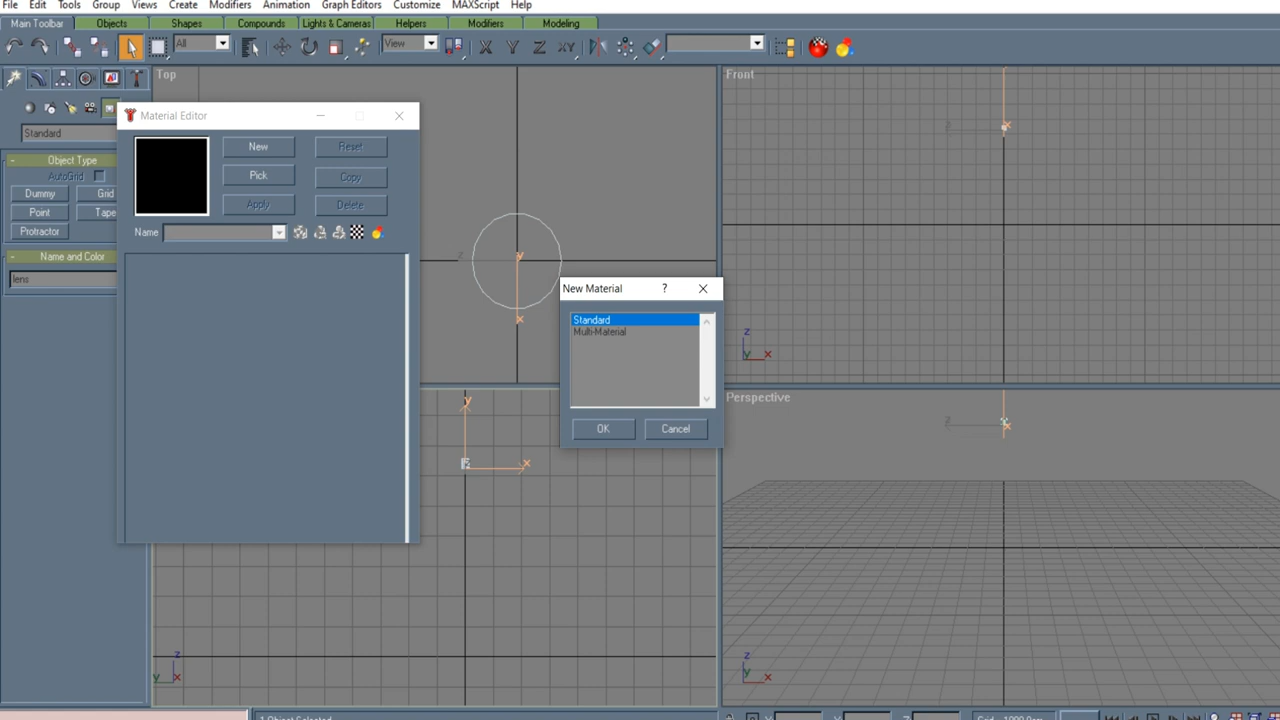 File Edit Tools Group Views Create Modifiers Animation Graph Editors Customize MAXScript Help
Main Toolbar Objects Shapes Compounds Lights & Cameras Helpers Modifiers Modeling
All View X Y Z XY
Top
Front
Material Editor
Standard
New Reset
Object Type
AutoGrid
Pick Copy
Dummy Grid
Apply Delete
Point Tape
Protractor
Name
Name and Color
lens
New Material ?
Standard
Multi-Material
OK Cancel
Perspective
y
x
z
y x
z
y x
z
y x
1 Object Selected